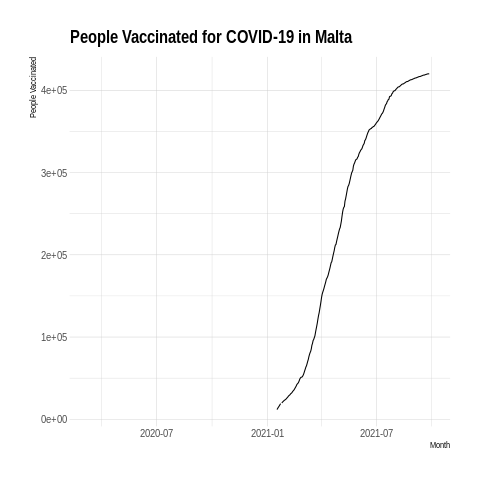 People Vaccinated for COVID-19 in Malta
People Vaccinated
4e+05
3e+05
2e+05
1e+05
0e+00
2020-07 2021-01 2021-07
Month